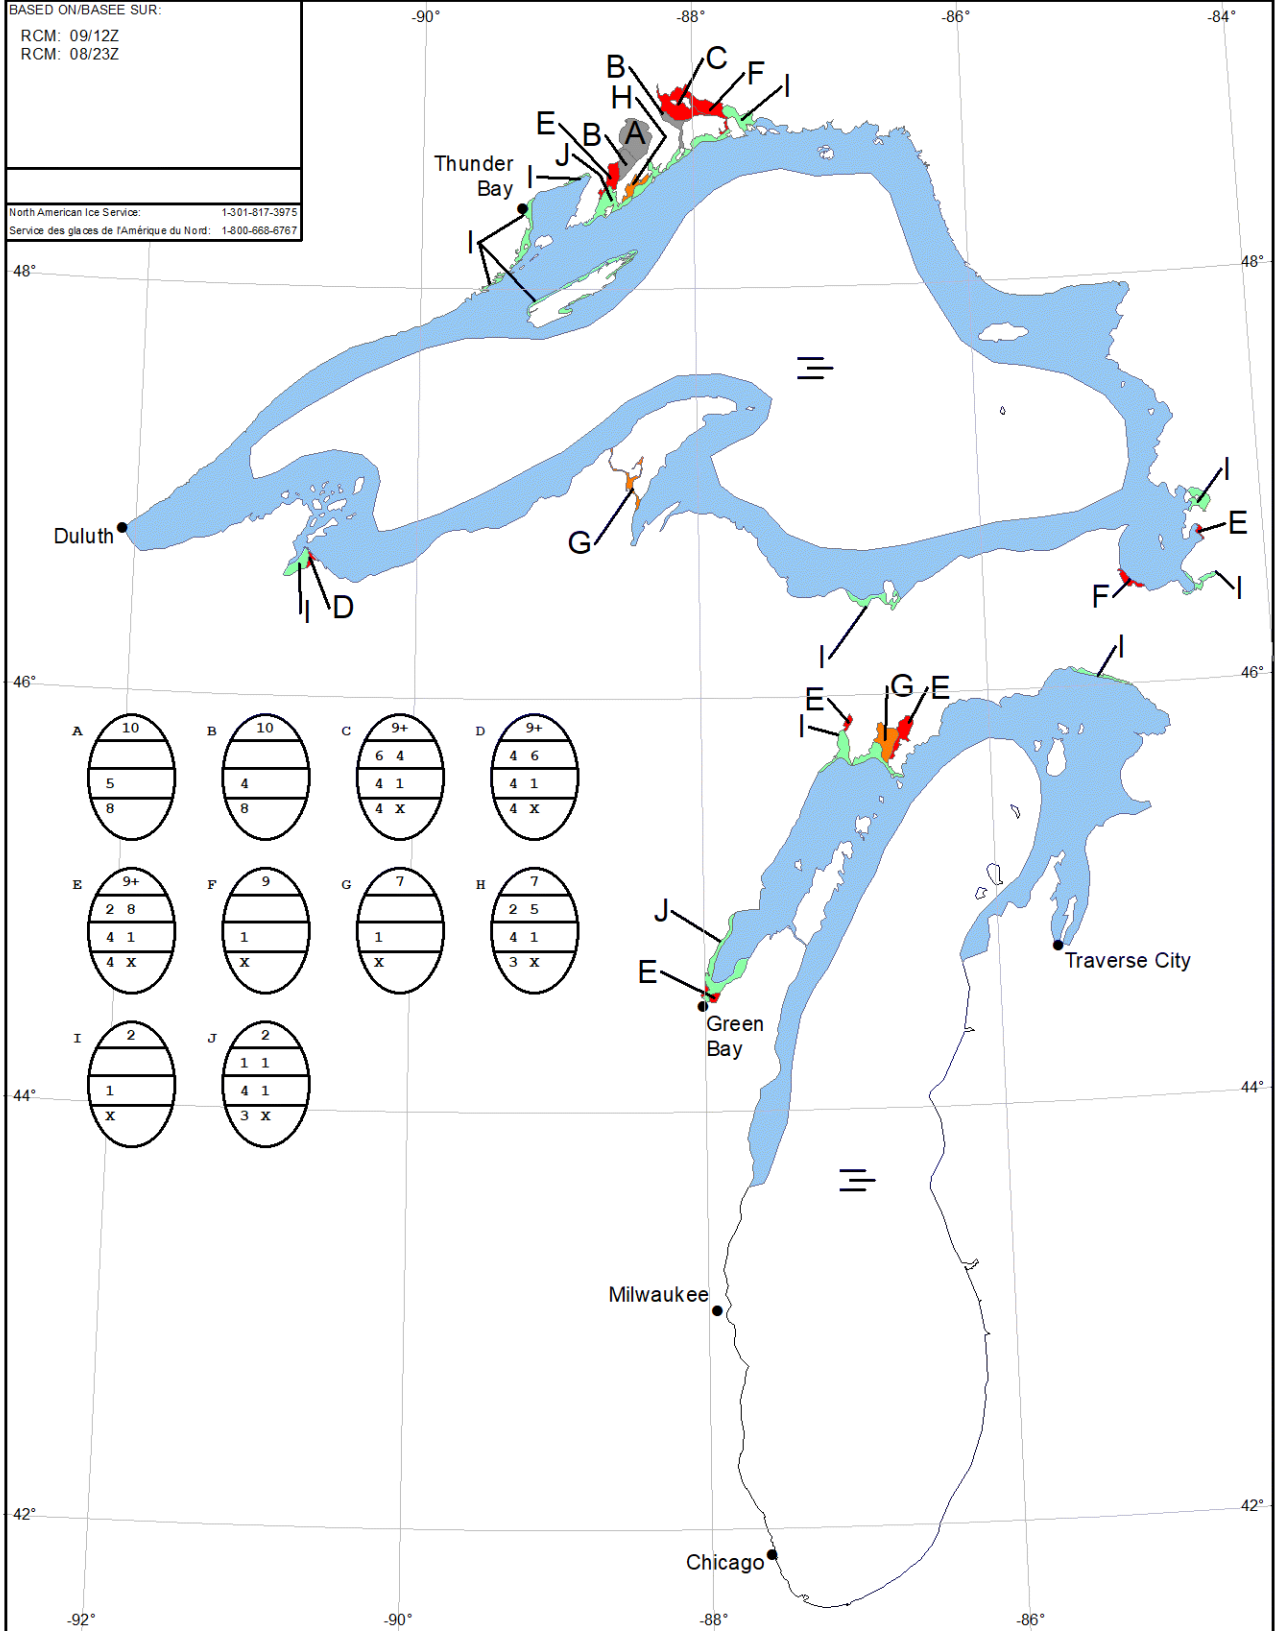 BASED ON/BASEE SUR:
RCM: 09/12Z
RCM: 08/23Z
North American Ice Service: 1-301-817-3975
Service des glaces de l'Amérique du Nord: 1-800-668-6767
-90° -88° -86° -84°
B C F I
H
E B A
J
Thunder
Bay
I
I
48° 48°
Duluth
G
I
E
F I
I D
I
I
46° 46°
E G E
I
A 10
5
8
B 10
4
8
C 9+
6 4
4 1
4 X
D 9+
4 6
4 1
4 X
E 9+
2 8
4 1
4 X
F 9
1
X
G 7
1
X
H 7
2 5
4 1
3 X
I 2
1
X
J 2
1 1
4 1
3 X
J
E
Green
Bay
Traverse City
44° 44°
Milwaukee
42° 42°
Chicago
-92° -90° -88° -86°